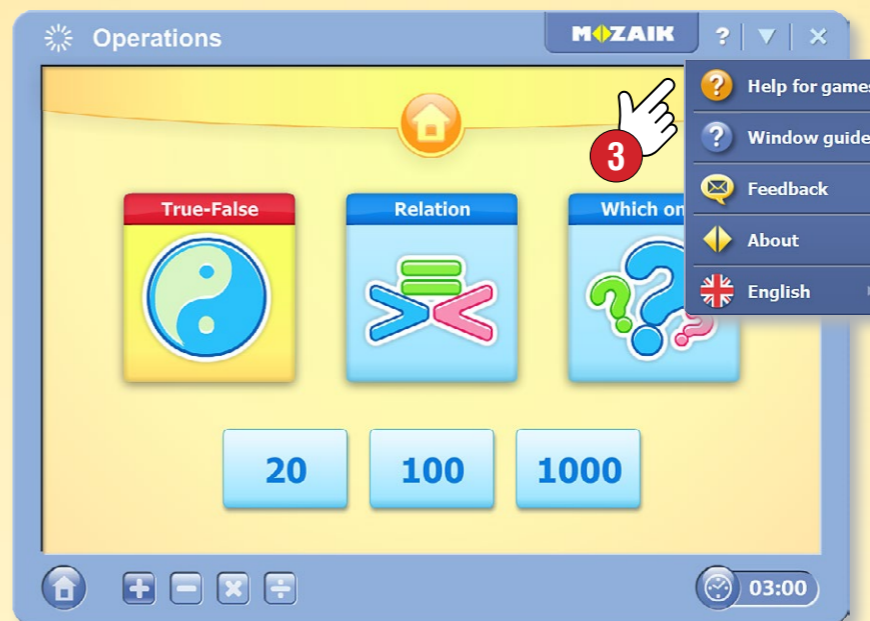 Operations
MOZAIK
?
3
? Help for games
? Window guide
Feedback
About
English
True-False
Relation
Which
20
100
1000
03:00